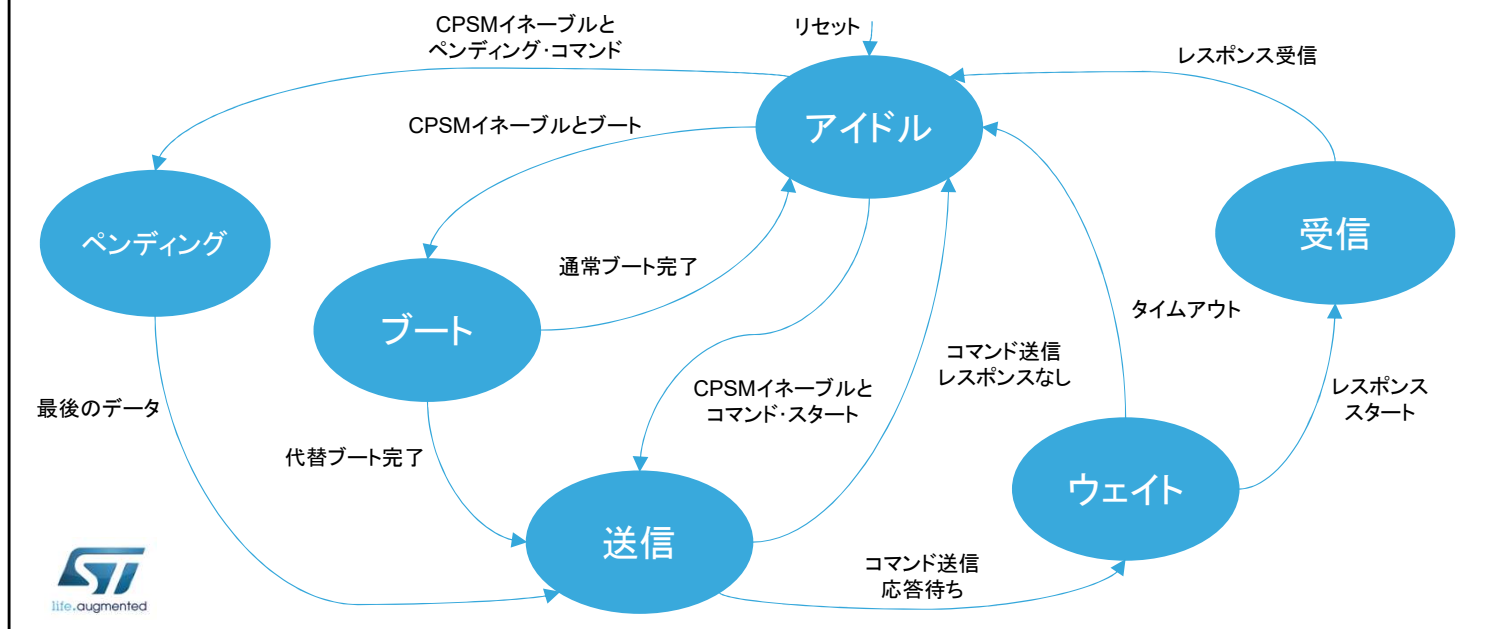 CPSMイネーブルと
ペンディング・コマンド
リセット
レスポンス受信
アイドル
CPSMイネーブルとブート
ペンディング
受信
通常ブート完了
ブート
タイムアウト
コマンド送信
レスポンスなし
CPSMイネーブルと
コマンド・スタート
レスポンス
スタート
最後のデータ
代替ブート完了
ウェイト
送信
コマンド送信
応答待ち
ST
life.augmented